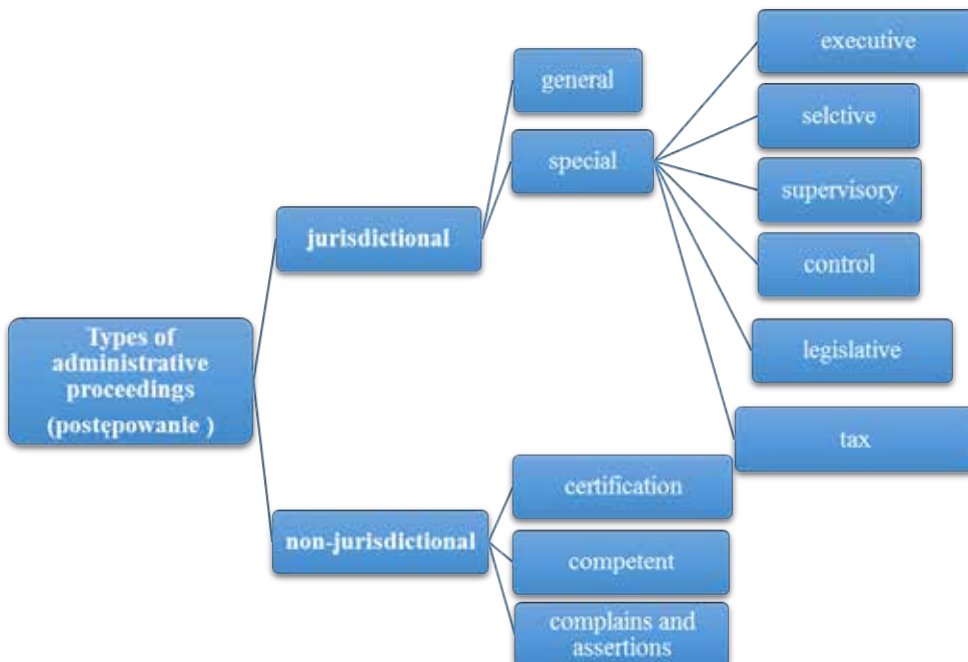 Types of
administrative
proceedings
(postępowanie )
jurisdictional
general
special
executive
selctive
supervisory
control
legislative
tax
non-jurisdictional
certification
competent
complains and
assertions